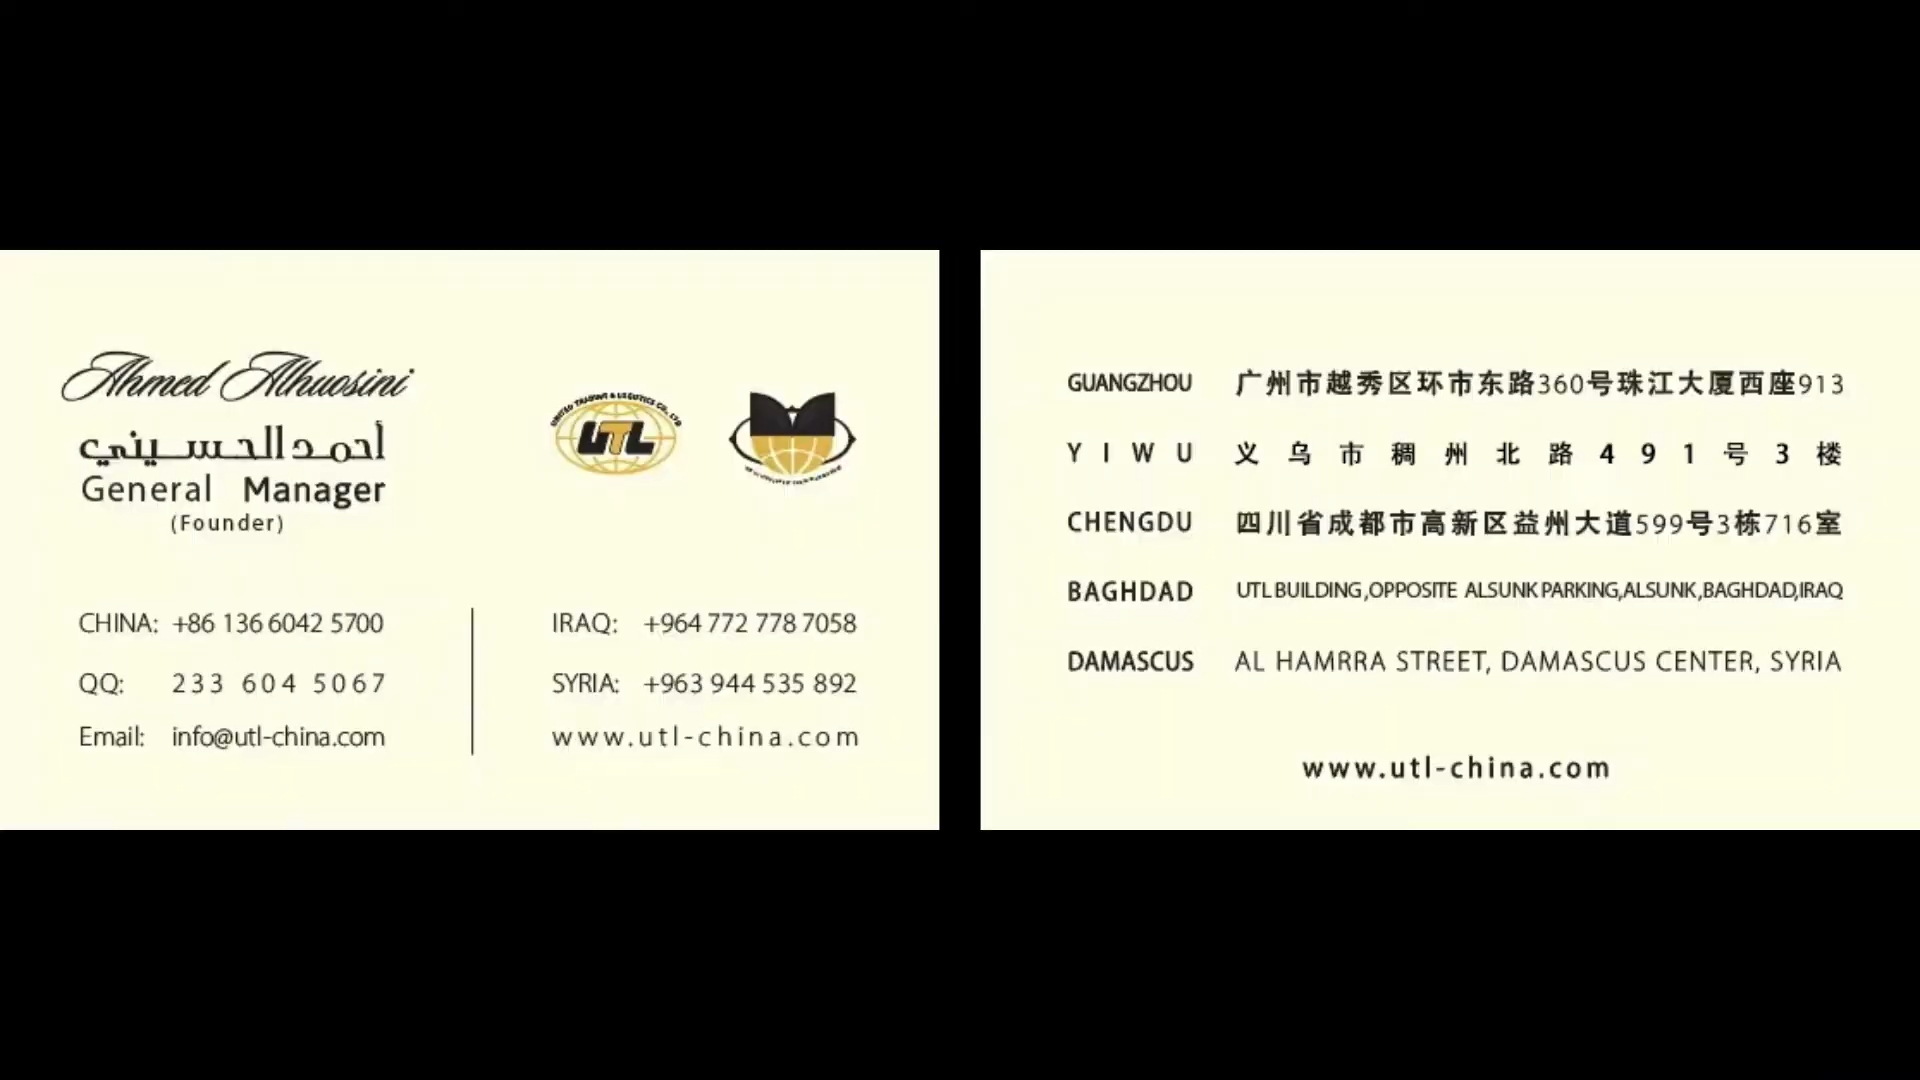 Ahmed Alhuosini
أحمد الحسيني
General Manager
(Founder)
UNITED TRADING & LOGISTICS CO., LTD
UTL
CHINA: +86 136 6042 5700
QQ: 233 604 5067
Email: info@utl-china.com
IRAQ: +964 772 778 7058
SYRIA: +963 944 535 892
www.utl-china.com
GUANGZHOU 广州市越秀区环市东路360号珠江大厦西座913
YIWU 义乌市稠州北路491号3楼
CHENGDU 四川省成都市高新区益州大道599号3栋716室
BAGHDAD UTL BUILDING,OPPOSITE ALSUNK PARKING,ALSUNK,BAGHDAD,IRAQ
DAMASCUS AL HAMRRA STREET, DAMASCUS CENTER, SYRIA
www.utl-china.com